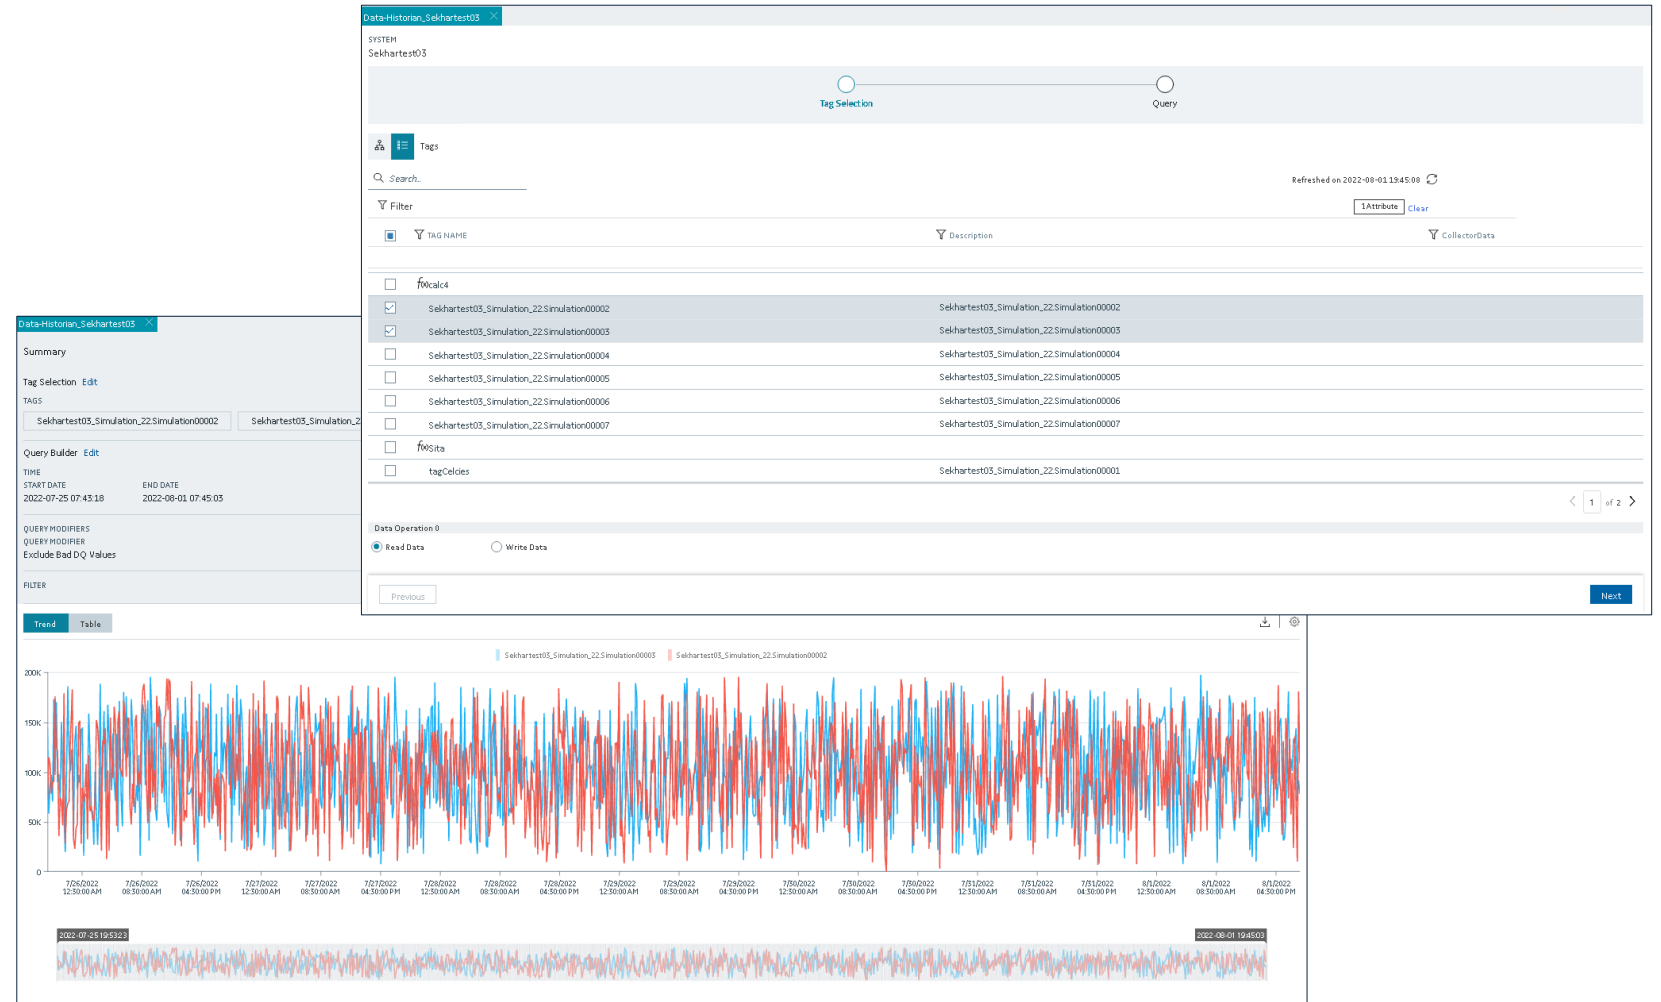 Data-Historian_Sekhartest03
SYSTEM
Sekhartest03
Tag Selection
Query
Tags
Search..
Refreshed on 2022-08-01 19:45:08
Filter
1 Attribute Clear
TAG NAME Description CollectorData
f(x)calc4
Sekhartest03_Simulation_22.Simulation00002 Sekhartest03_Simulation_22.Simulation00002
Sekhartest03_Simulation_22.Simulation00003 Sekhartest03_Simulation_22.Simulation00003
Sekhartest03_Simulation_22.Simulation00004 Sekhartest03_Simulation_22.Simulation00004
Sekhartest03_Simulation_22.Simulation00005 Sekhartest03_Simulation_22.Simulation00005
Sekhartest03_Simulation_22.Simulation00006 Sekhartest03_Simulation_22.Simulation00006
Sekhartest03_Simulation_22.Simulation00007 Sekhartest03_Simulation_22.Simulation00007
f(x)Sita
tagCelcies Sekhartest03_Simulation_22.Simulation00001
1 of 2
Data Operation 0
Read Data Write Data
Previous Next
Data-Historian_Sekhartest03
Summary
Tag Selection Edit
TAGS
Sekhartest03_Simulation_22.Simulation00002 Sekhartest03_Simulation_2
Query Builder Edit
TIME
START DATE END DATE
2022-07-25 07:43:18 2022-08-01 07:45:03
QUERY MODIFIERS
QUERY MODIFIER
Exclude Bad DQ Values
FILTER
Trend Table
Sekhartest03_Simulation_22.Simulation00003 Sekhartest03_Simulation_22.Simulation00002
200K
150K
100K
50K
0
7/26/2022 7/26/2022 7/26/2022 7/27/2022 7/27/2022 7/27/2022 7/28/2022 7/28/2022 7/28/2022 7/29/2022 7/29/2022 7/29/2022 7/30/2022 7/30/2022 7/30/2022 7/31/2022 7/31/2022 7/31/2022 8/1/2022 8/1/2022 8/1/2022
12:30:00 AM 08:30:00 AM 04:30:00 PM 12:30:00 AM 08:30:00 AM 04:30:00 PM 12:30:00 AM 08:30:00 AM 04:30:00 PM 12:30:00 AM 08:30:00 AM 04:30:00 PM 12:30:00 AM 08:30:00 AM 04:30:00 PM 12:30:00 AM 08:30:00 AM 04:30:00 PM 12:30:00 AM 08:30:00 AM 04:30:00 PM
2022-07-25 19:53:23 2022-08-01 19:45:03